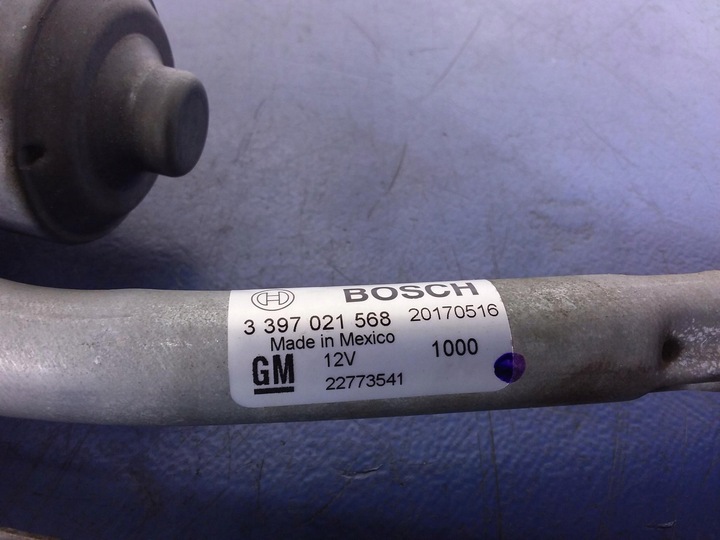 BOSCH
3 397 021 568 20170516
Made in Mexico
GM 12V 1000
22773541